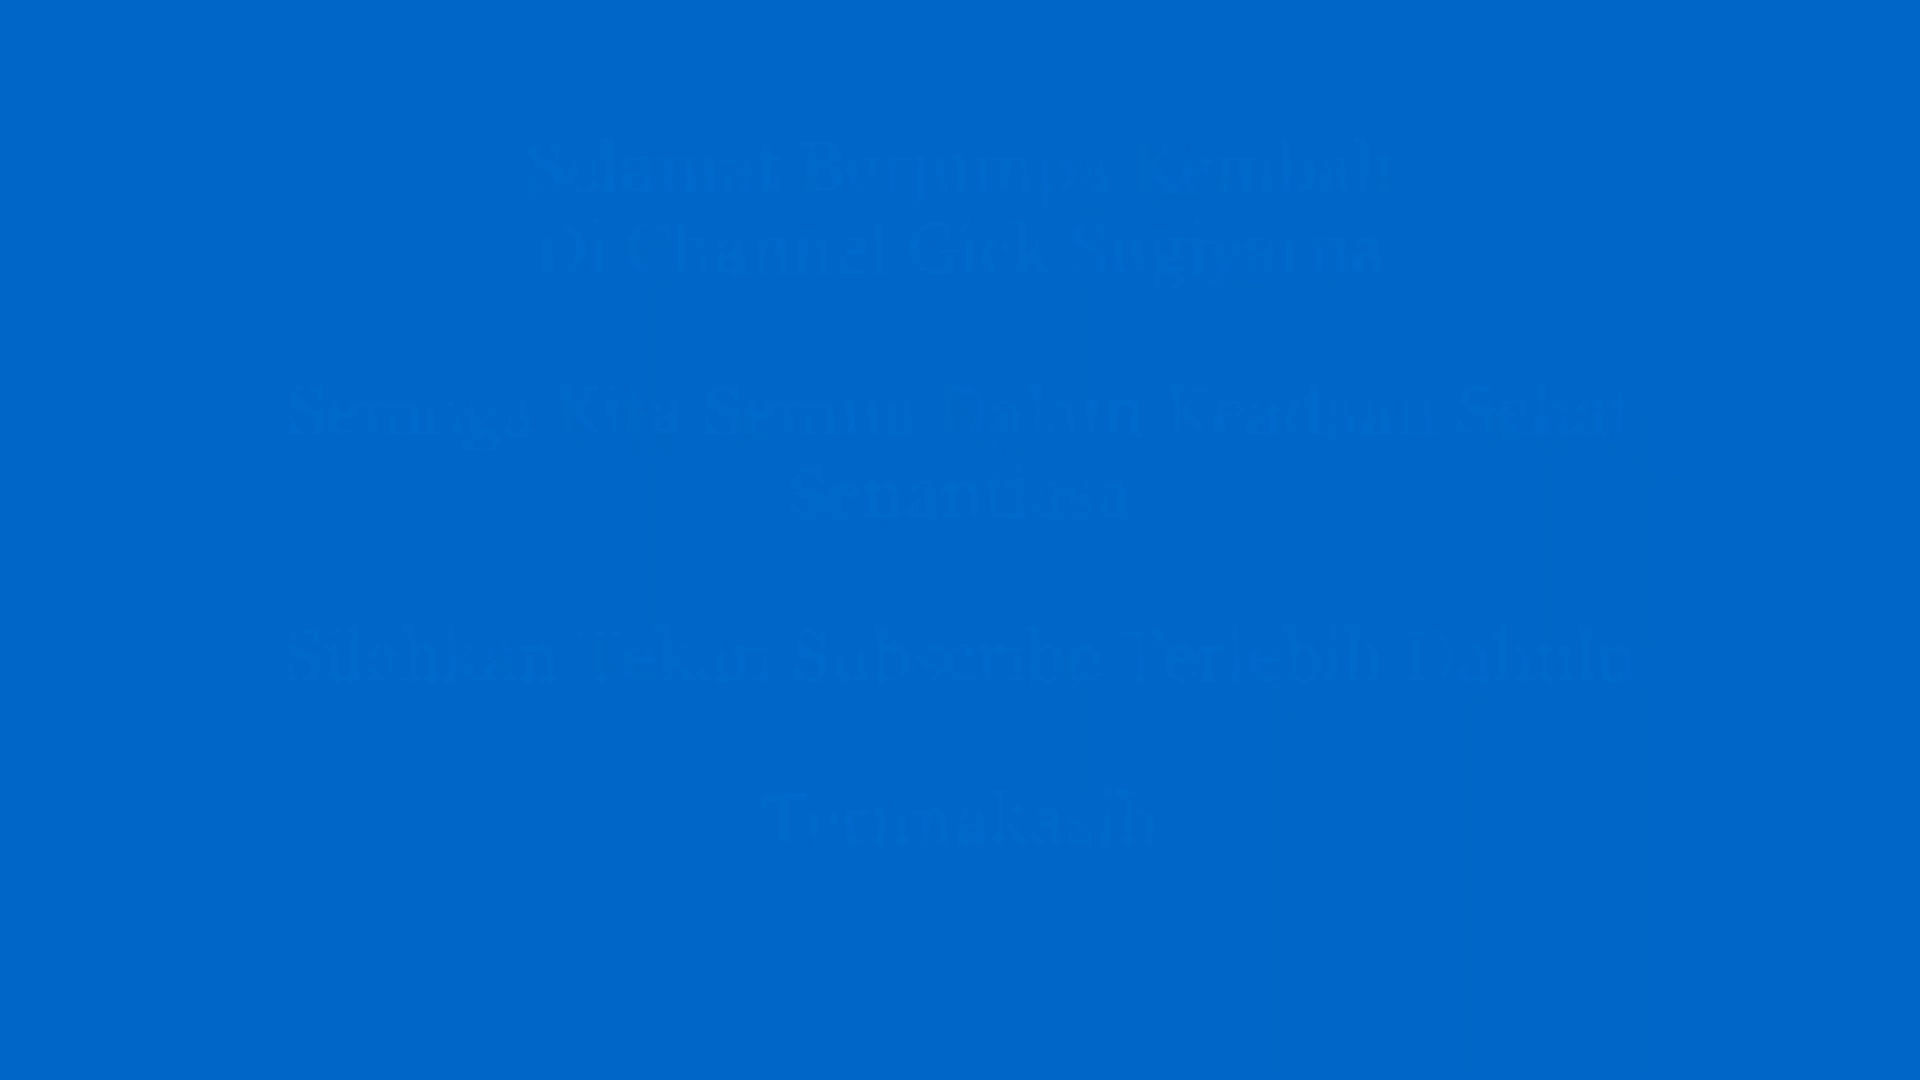 Selamat Berjumpa Kembali
Di Channel Gick Sugiyatna
Semoga Kita Semua Dalam Keadaan Sehat
Senantiasa
Silahkan Tekan Subscribe Terlebih Dahulu
Terimakasih